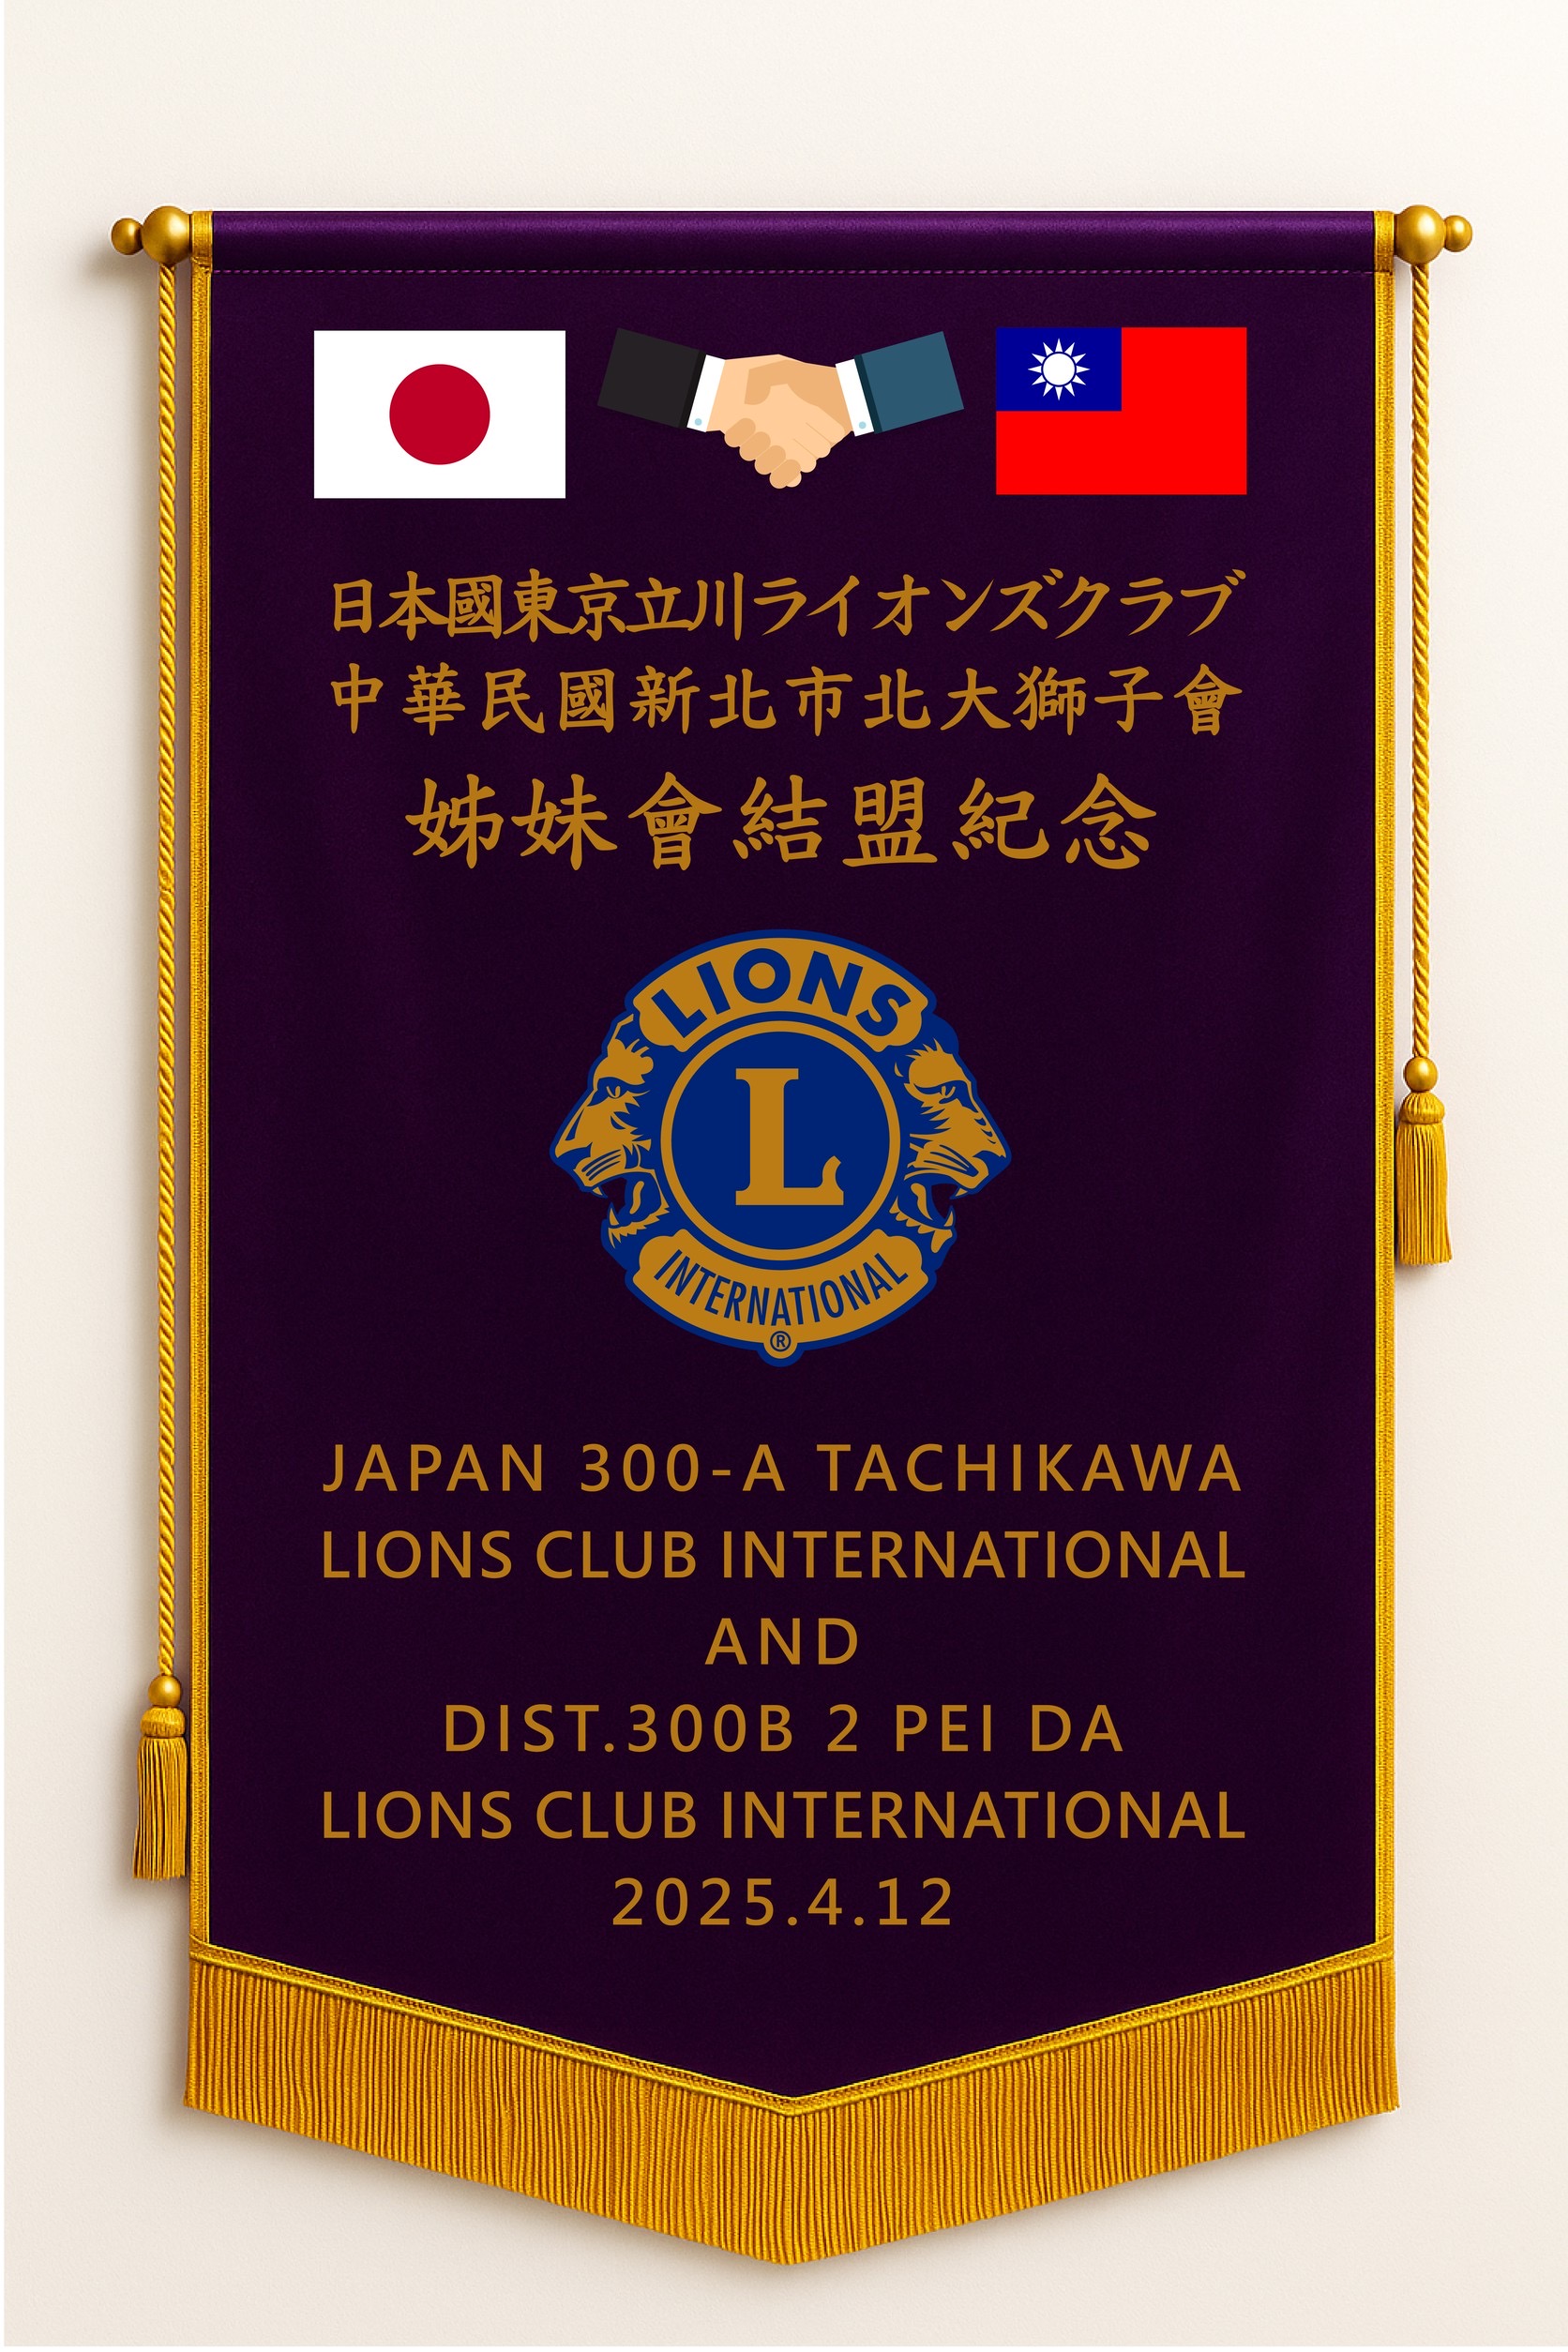 日本國東京立川ライオンズクラブ
中華民國新北市北大獅子會
姊妹會結盟紀念
LIONS
L
INTERNATIONAL
®
JAPAN 300-A TACHIKAWA
LIONS CLUB INTERNATIONAL
AND
DIST.300B 2 PEI DA
LIONS CLUB INTERNATIONAL
2025.4.12